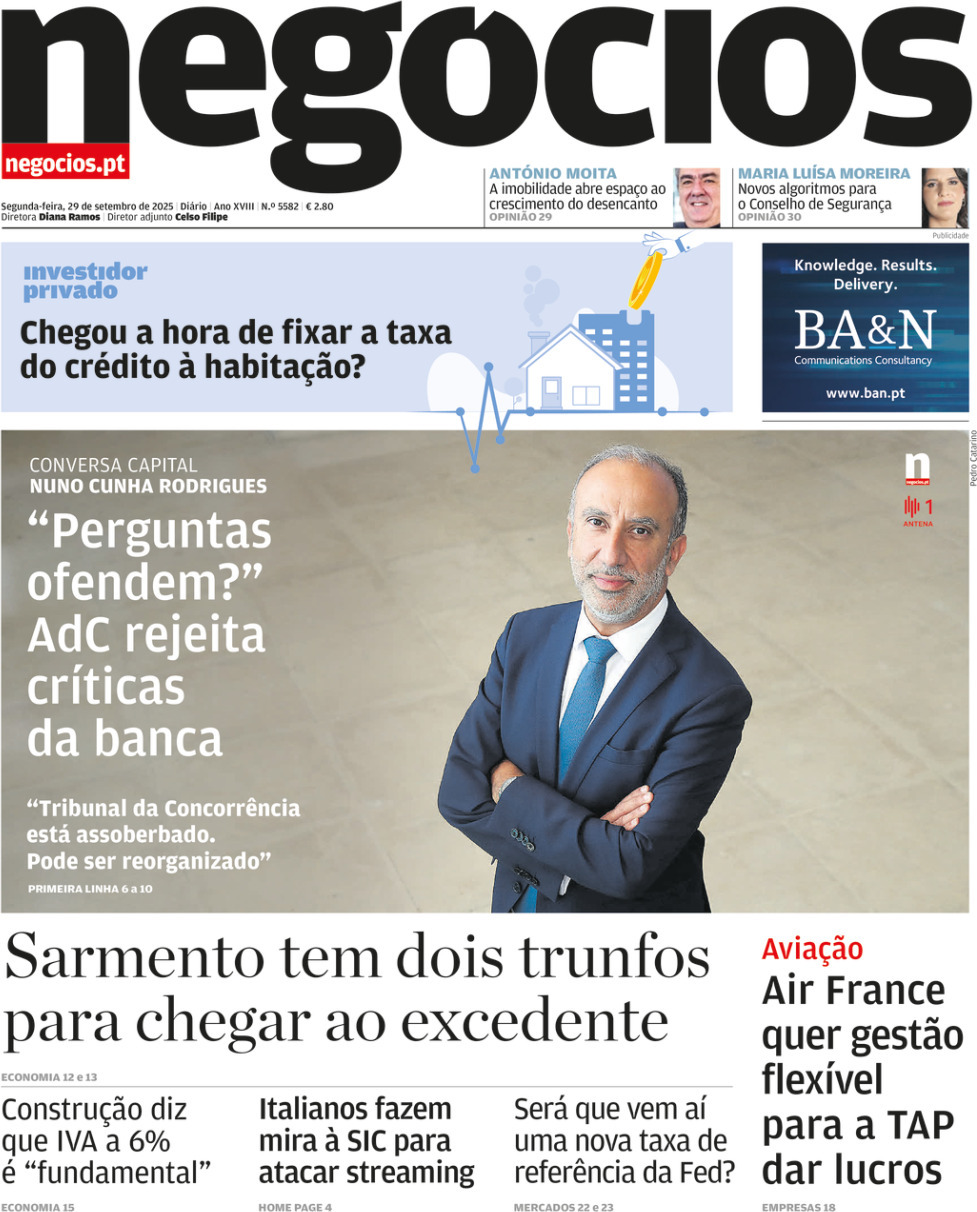 negócios
negocios.pt
Segunda-feira, 29 de setembro de 2025 | Diário | Ano XVIII | N.º 5582 | € 2.80
Diretora Diana Ramos | Diretor adjunto Celso Filipe
ANTÓNIO MOITA
A imobilidade abre espaço ao
crescimento do desencanto
OPINIÃO 29
MARIA LUÍSA MOREIRA
Novos algoritmos para
o Conselho de Segurança
OPINIÃO 30
Publicidade
investidor
privado
Chegou a hora de fixar a taxa
do crédito à habitação?
Knowledge. Results.
Delivery.
BA&N
Communications Consultancy
www.ban.pt
Pedro Catarino
CONVERSA CAPITAL
NUNO CUNHA RODRIGUES
“Perguntas
ofendem?”
AdC rejeita
críticas
da banca
“Tribunal da Concorrência
está assoberbado.
Pode ser reorganizado”
PRIMEIRA LINHA 6 a 10
n
negocios.pt
1
ANTENA
Sarmento tem dois trunfos
para chegar ao excedente
ECONOMIA 12 e 13
Construção diz
que IVA a 6%
é “fundamental”
ECONOMIA 15
Italianos fazem
mira à SIC para
atacar streaming
HOME PAGE 4
Será que vem aí
uma nova taxa de
referência da Fed?
MERCADOS 22 e 23
Aviação
Air France
quer gestão
flexível
para a TAP
dar lucros
EMPRESAS 18